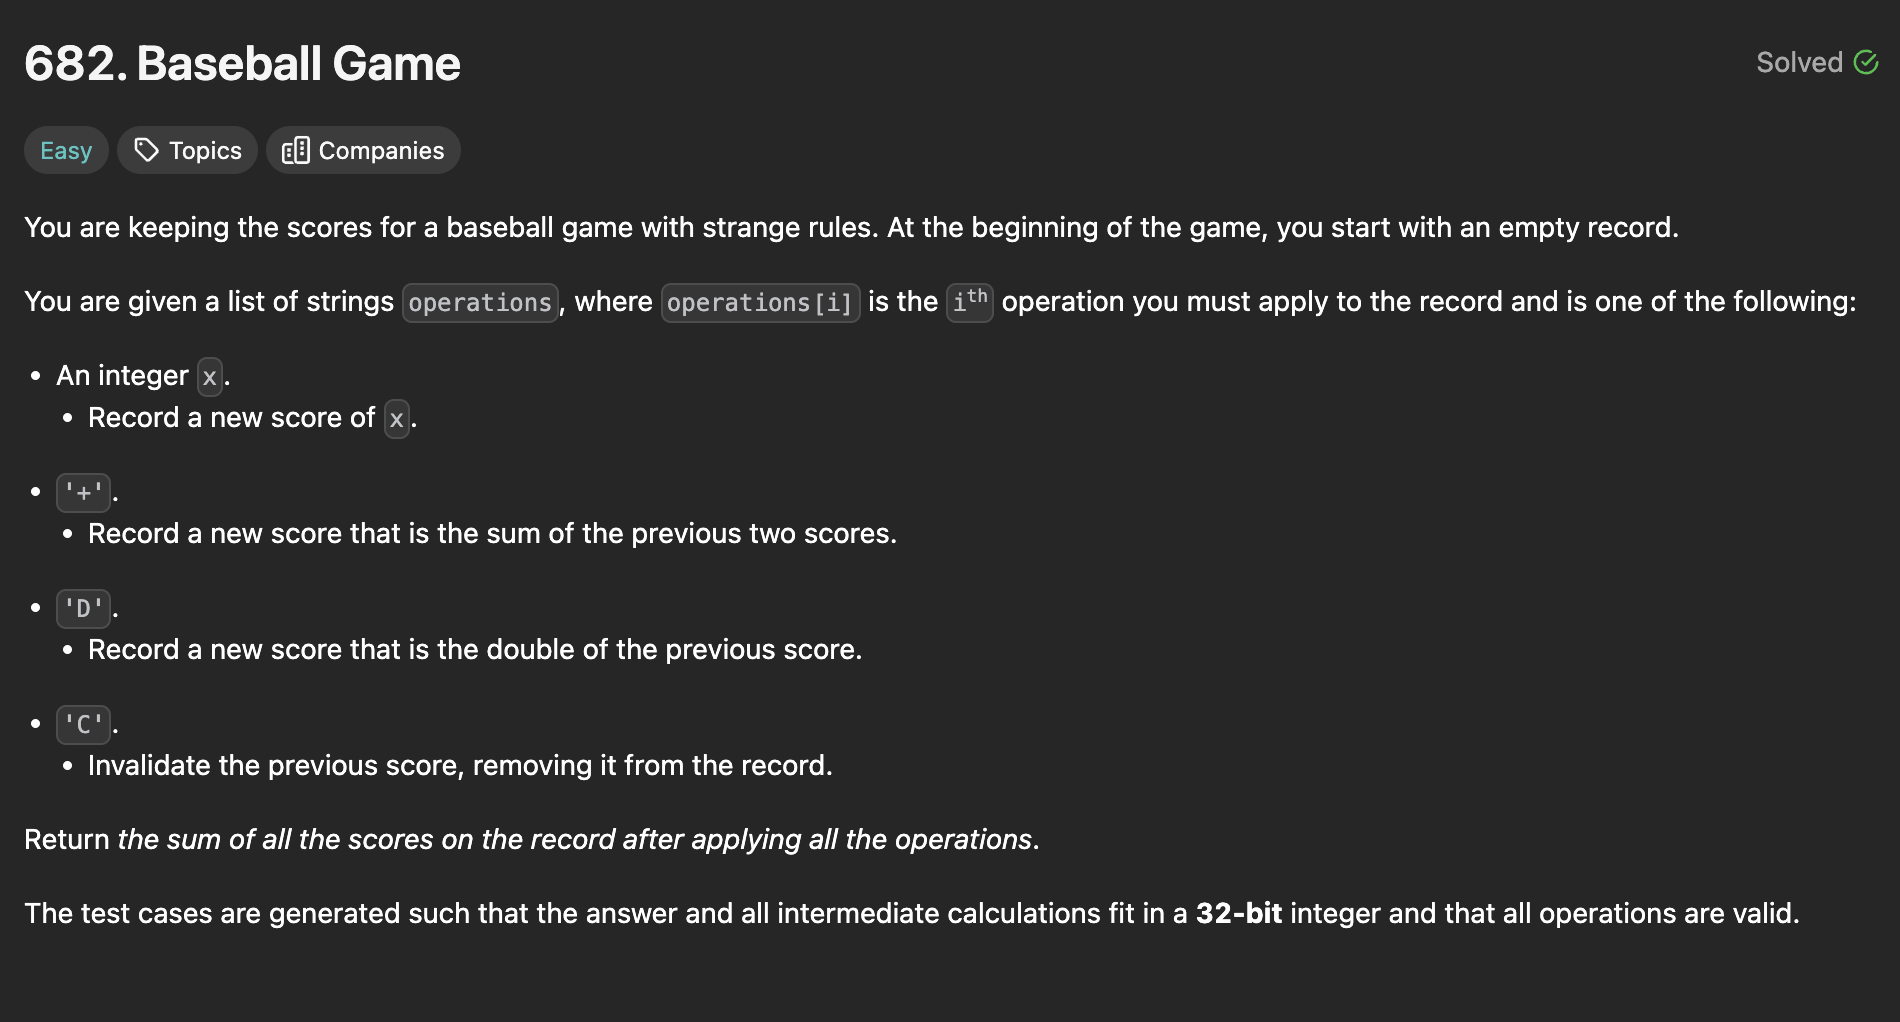 682. Baseball Game
Solved
Easy
Topics
Companies
You are keeping the scores for a baseball game with strange rules. At the beginning of the game, you start with an empty record.
You are given a list of strings operations, where operations[i] is the ith operation you must apply to the record and is one of the following:
• An integer x.
• Record a new score of x.
• '+'.
• Record a new score that is the sum of the previous two scores.
• 'D'.
• Record a new score that is the double of the previous score.
• 'C'.
• Invalidate the previous score, removing it from the record.
Return the sum of all the scores on the record after applying all the operations.
The test cases are generated such that the answer and all intermediate calculations fit in a 32-bit integer and that all operations are valid.